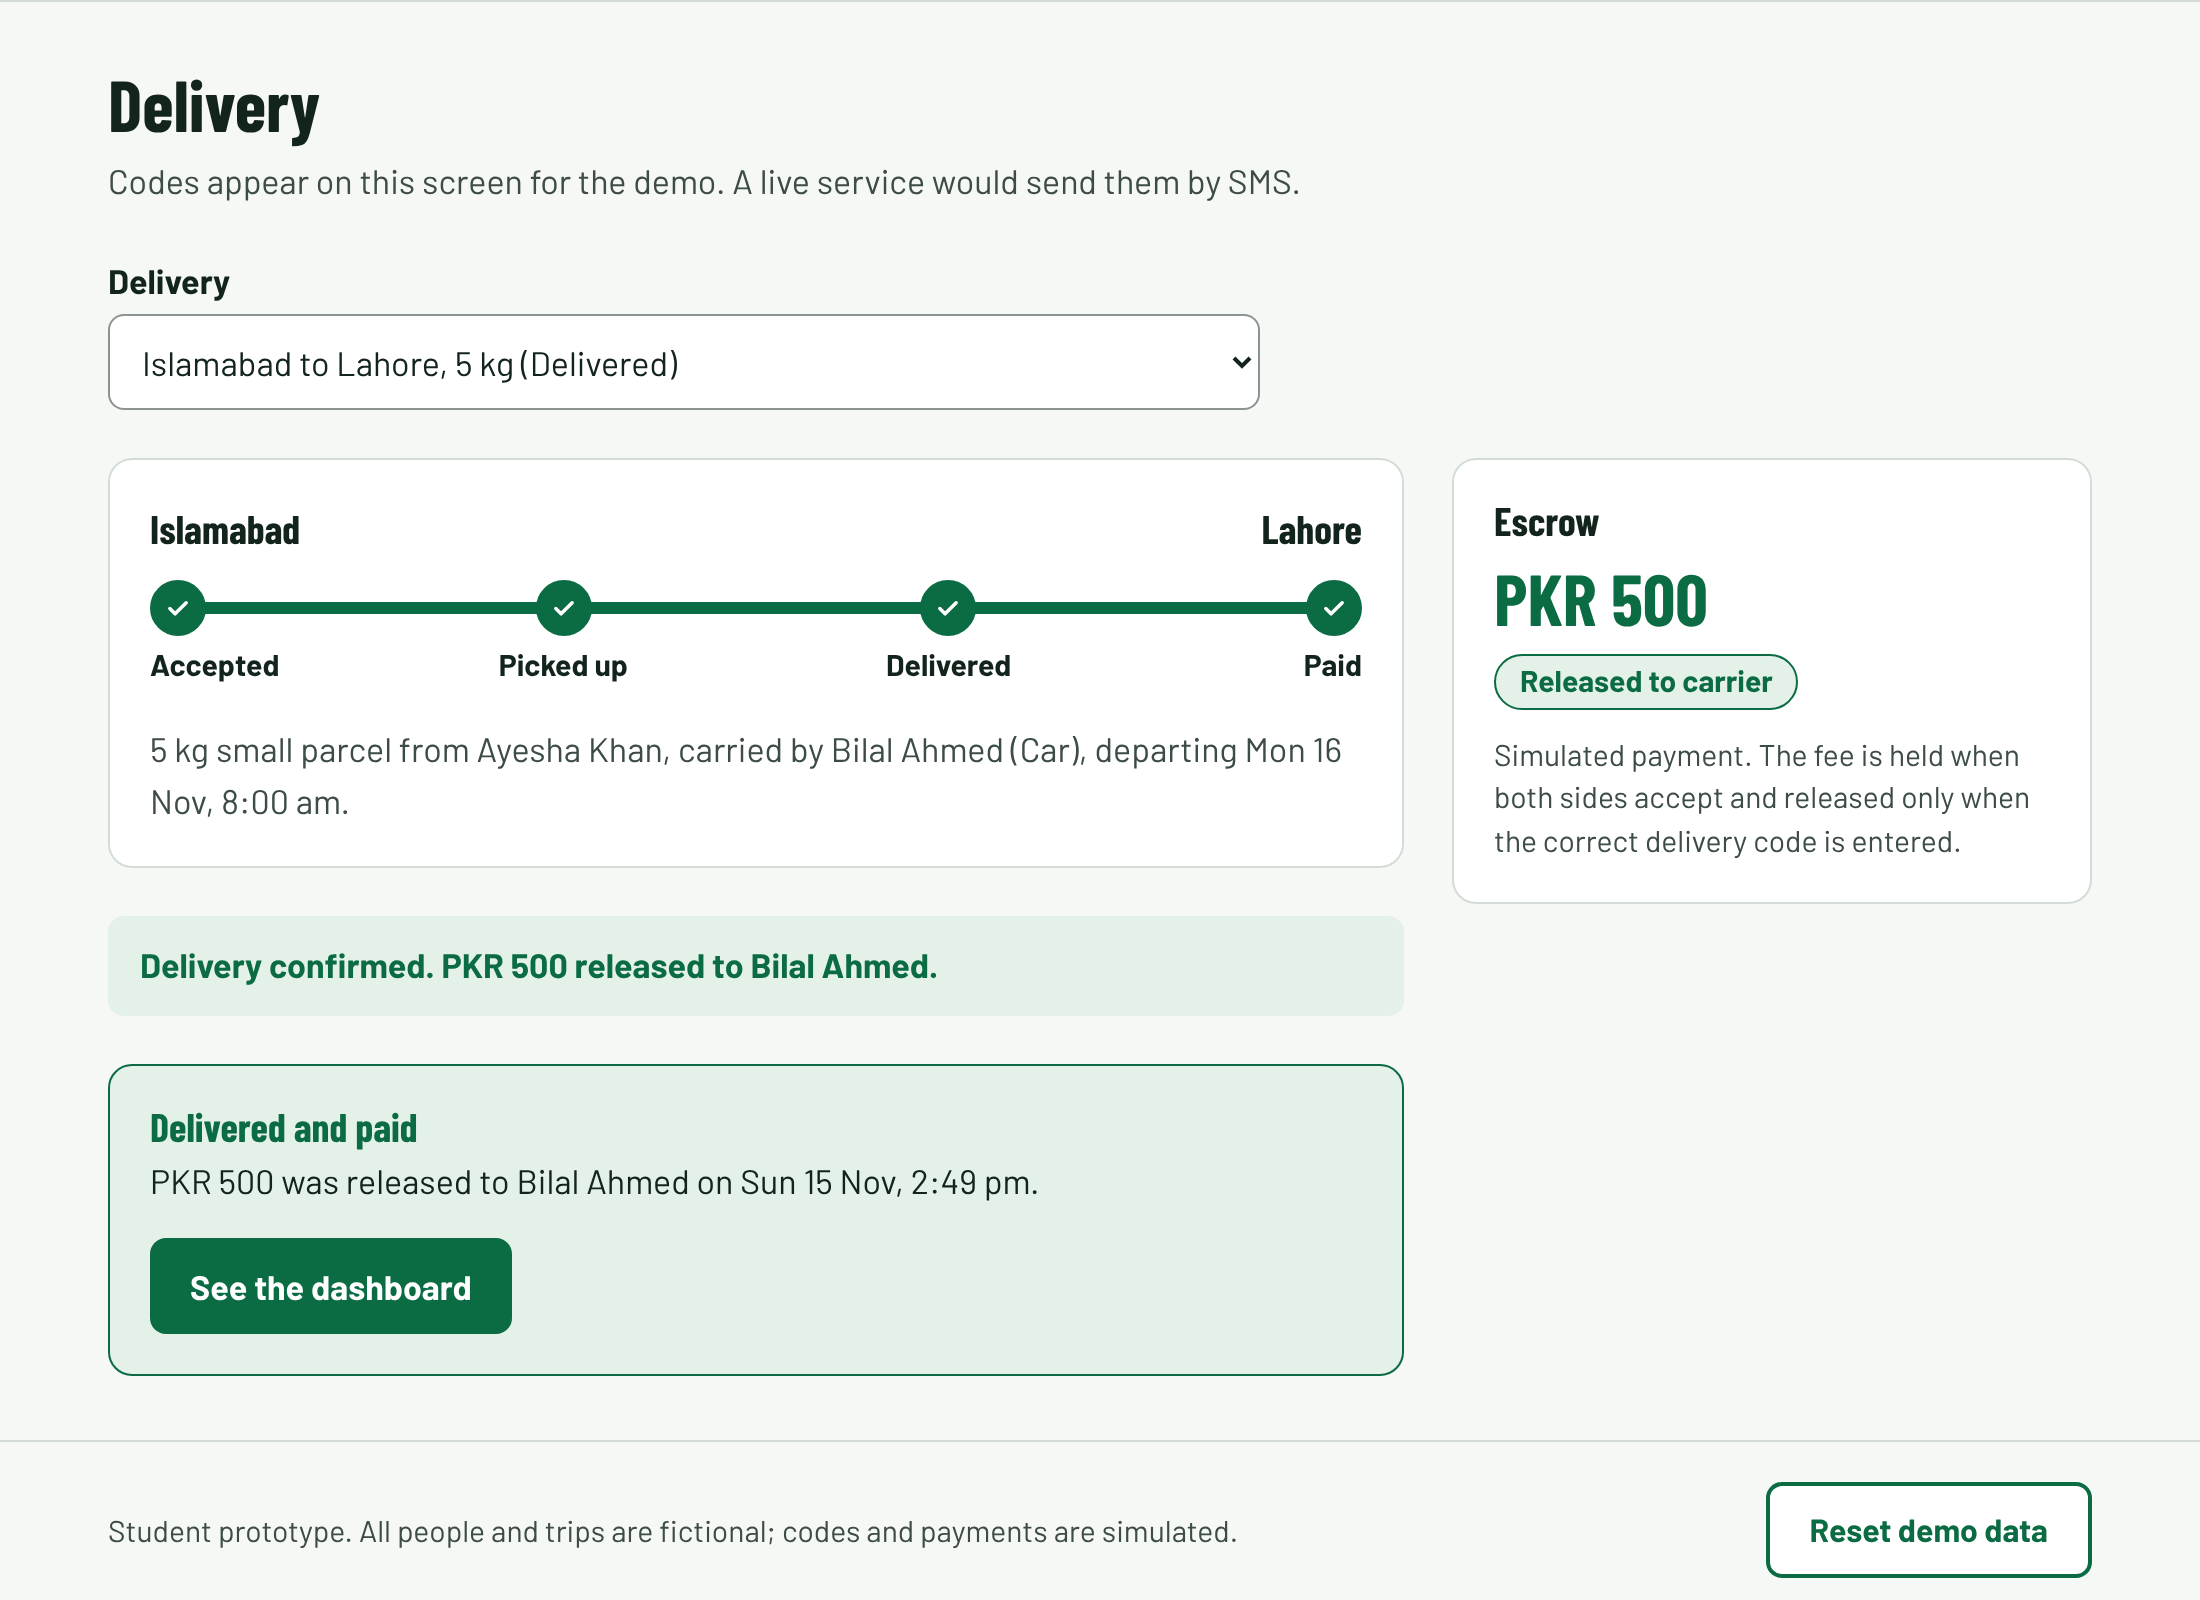 Delivery
Codes appear on this screen for the demo. A live service would send them by SMS.
Delivery
Islamabad to Lahore, 5 kg (Delivered)
Islamabad
Lahore
Accepted
Picked up
Delivered
Paid
5 kg small parcel from Ayesha Khan, carried by Bilal Ahmed (Car), departing Mon 16
Nov, 8:00 am.
Escrow
PKR 500
Released to carrier
Simulated payment. The fee is held when
both sides accept and released only when
the correct delivery code is entered.
Delivery confirmed. PKR 500 released to Bilal Ahmed.
Delivered and paid
PKR 500 was released to Bilal Ahmed on Sun 15 Nov, 2:49 pm.
See the dashboard
Student prototype. All people and trips are fictional; codes and payments are simulated.
Reset demo data